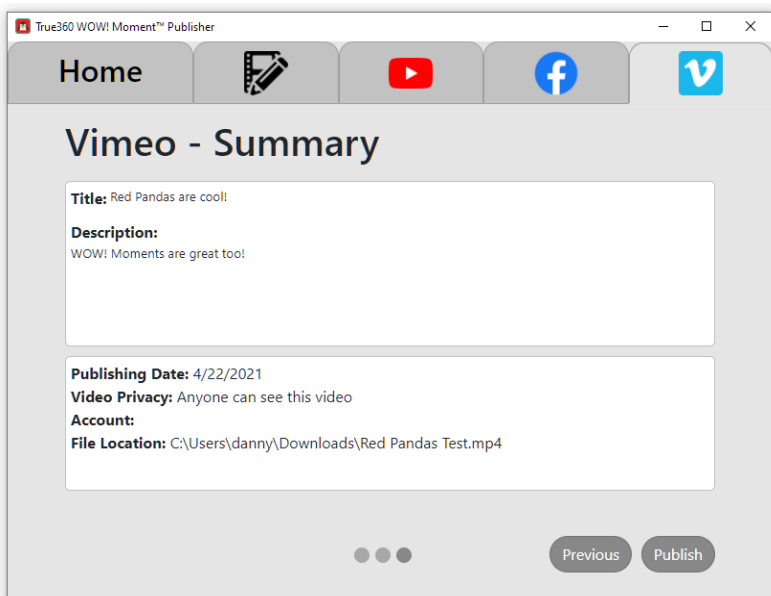 True360 WOW! Moment™ Publisher
Home
Vimeo - Summary
Title: Red Pandas are cool!
Description:
WOW! Moments are great too!
Publishing Date: 4/22/2021
Video Privacy: Anyone can see this video
Account:
File Location: C:\Users\danny\Downloads\Red Pandas Test.mp4
Previous
Publish